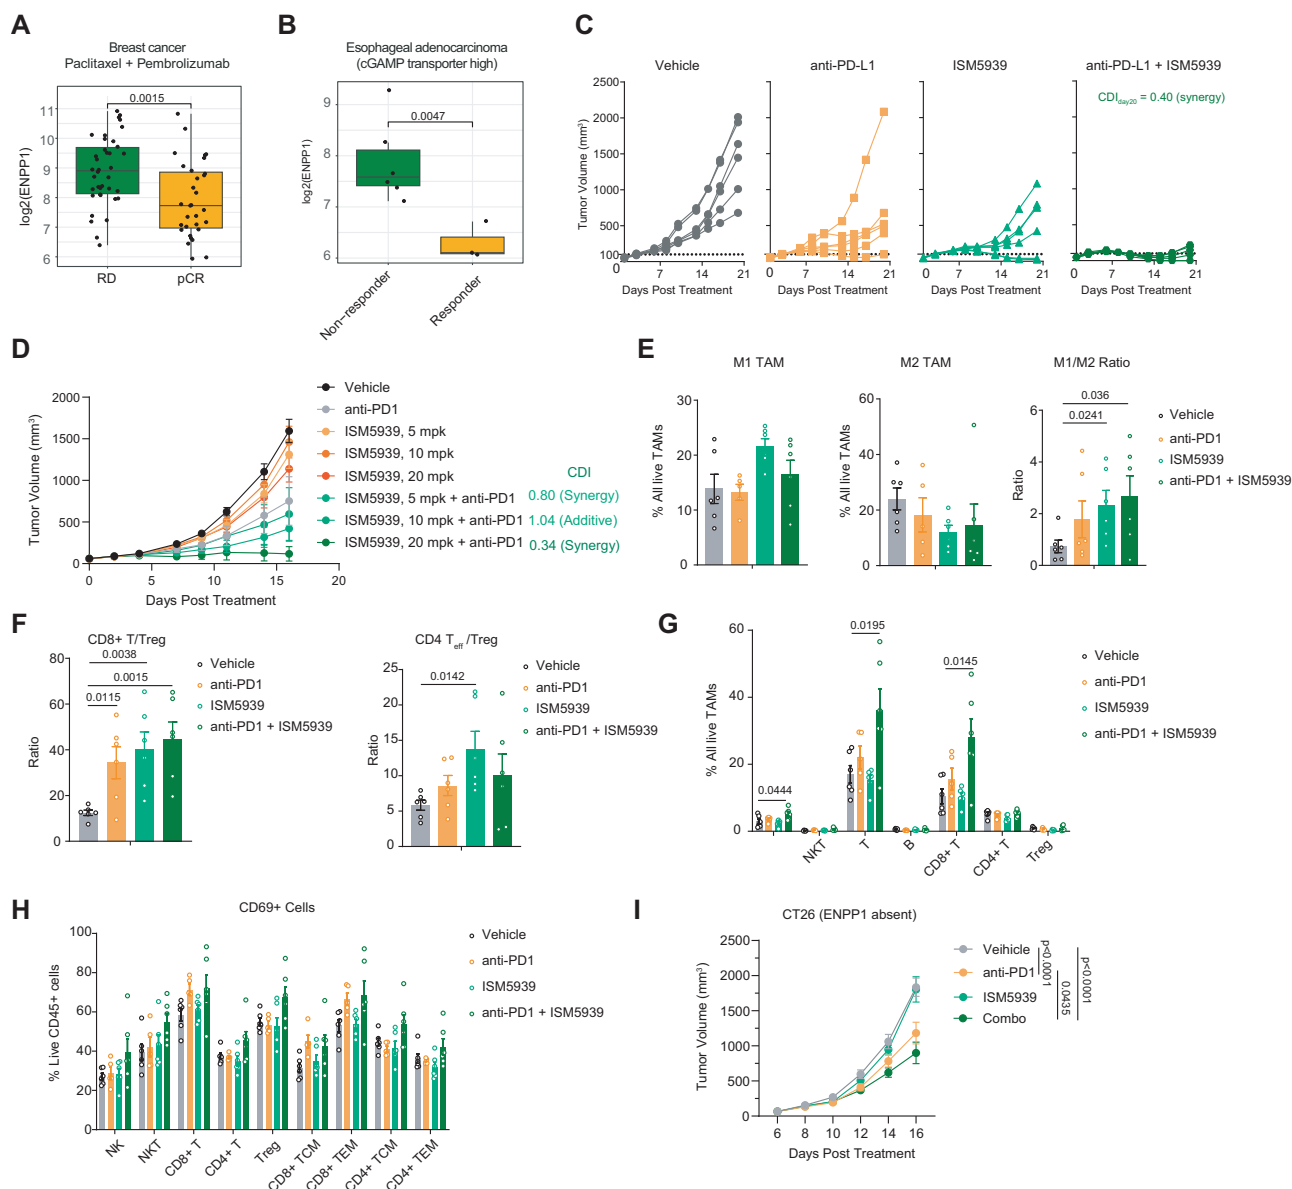 A
Breast cancer
Paclitaxel + Pembrolizumab
0.0015
log2(ENPP1)
11
10
9
8
7
6
RD
pCR
B
Esophageal adenocarcinoma
(cGAMP transporter high)
0.0047
log2(ENPP1)
9
8
7
6
Non-responder
Responder
C
Vehicle
anti-PD-L1
ISM5939
anti-PD-L1 + ISM5939
CDIday20 = 0.40 (synergy)
Tumor Volume (mm3)
2500
2000
1500
1000
500
100
0 7 14 21
0 7 14 21
0 7 14 21
0 7 14 21
Days Post Treatment
Days Post Treatment
Days Post Treatment
Days Post Treatment
D
Tumor Volume (mm3)
2000
1500
1000
500
0
0 5 10 15 20
Days Post Treatment
Vehicle
anti-PD1
ISM5939, 5 mpk
ISM5939, 10 mpk
ISM5939, 20 mpk
ISM5939, 5 mpk + anti-PD1
ISM5939, 10 mpk + anti-PD1
ISM5939, 20 mpk + anti-PD1
CDI
0.80 (Synergy)
1.04 (Additive)
0.34 (Synergy)
E
M1 TAM
% All live TAMs
30
20
10
0
M2 TAM
% All live TAMs
60
40
20
0
M1/M2 Ratio
0.036
0.0241
Ratio
6
4
2
0
Vehicle
anti-PD1
ISM5939
anti-PD1 + ISM5939
F
CD8+ T/Treg
0.0038
0.0015
0.0115
Ratio
80
60
40
20
0
Vehicle
anti-PD1
ISM5939
anti-PD1 + ISM5939
CD4 Teff /Treg
0.0142
Ratio
25
20
15
10
5
0
Vehicle
anti-PD1
ISM5939
anti-PD1 + ISM5939
G
% All live TAMs
60
40
20
0
0.0444
0.0195
0.0145
NKT
T
B
CD8+ T
CD4+ T
Treg
Vehicle
anti-PD1
ISM5939
anti-PD1 + ISM5939
H
CD69+ Cells
% Live CD45+ cells
100
80
60
40
20
0
NK
NKT
CD8+ T
CD4+ T
Treg
CD8+ TCM
CD8+ TEM
CD4+ TCM
CD4+ TEM
Vehicle
anti-PD1
ISM5939
anti-PD1 + ISM5939
I
CT26 (ENPP1 absent)
Tumor Volume (mm3)
2500
2000
1500
1000
500
0
6 8 10 12 14 16
Days Post Treatment
Veihicle
anti-PD1
ISM5939
Combo
p<0.0001
0.0435
p<0.0001